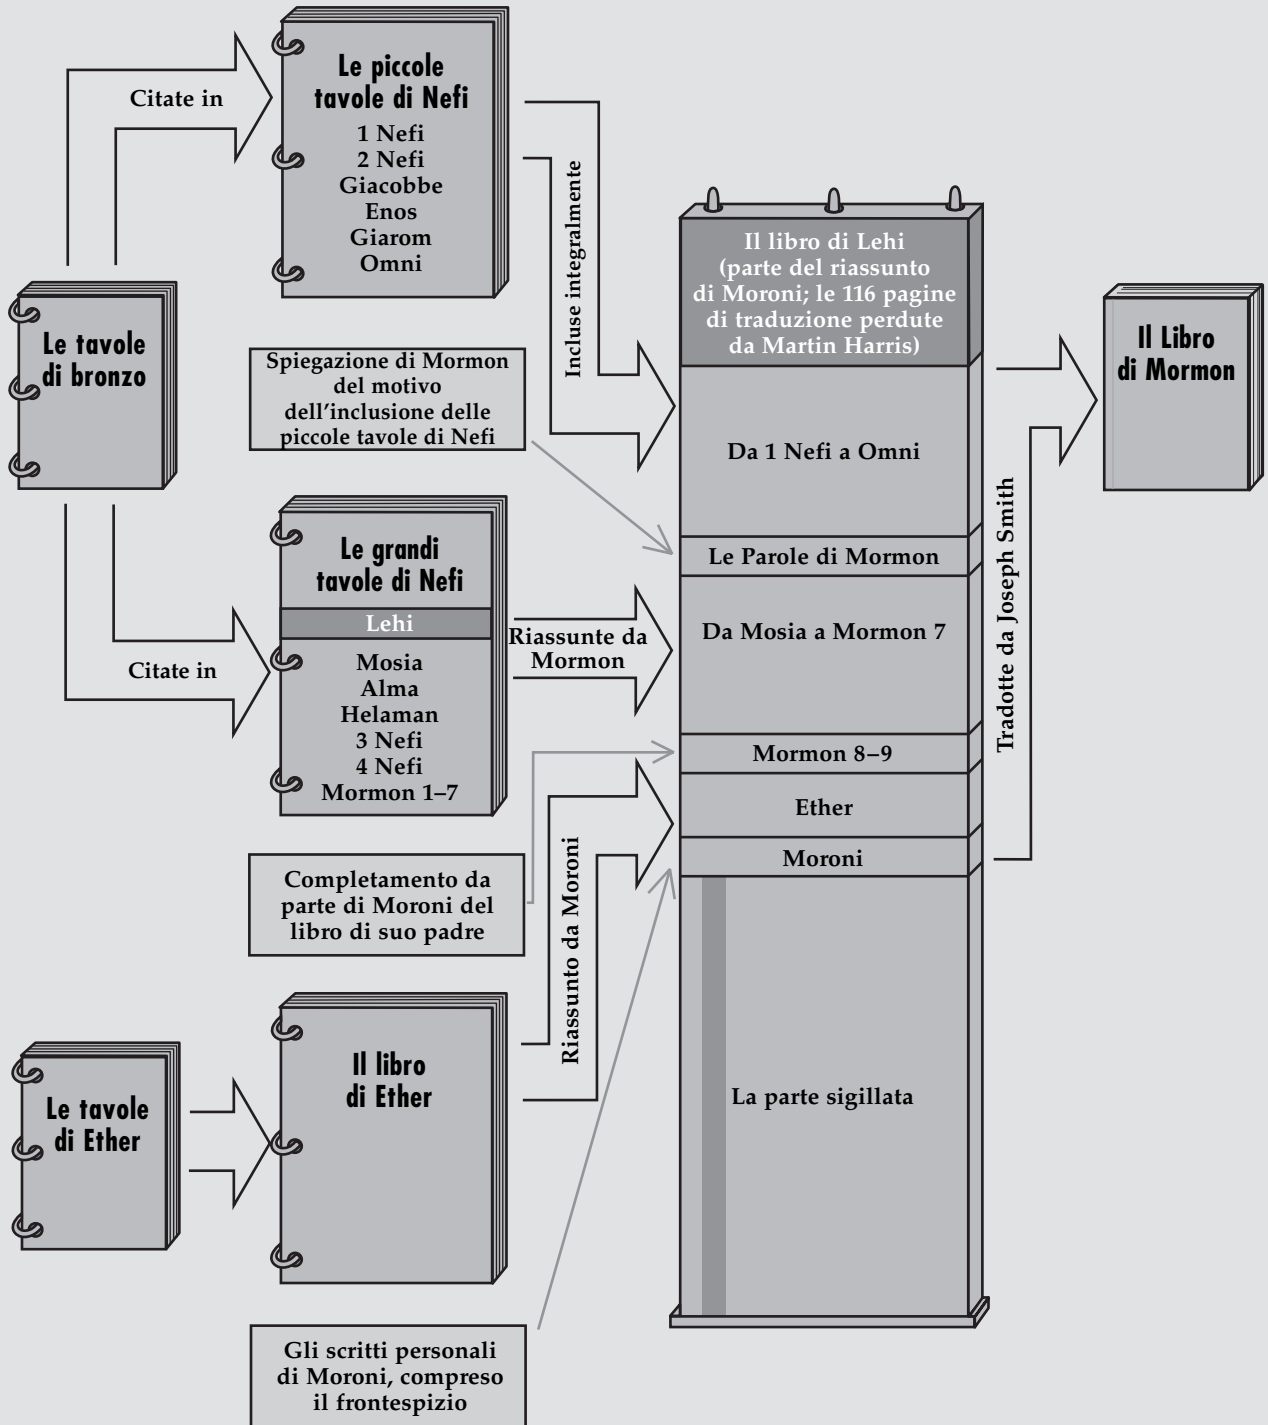 Citate in
Le piccole
tavole di Nefi
1 Nefi
2 Nefi
Giacobbe
Enos
Giarom
Omni
Incluse integralmente
Il libro di Lehi
(parte del riassunto
di Moroni; le 116 pagine
di traduzione perdute
da Martin Harris)
Il Libro
di Mormon
Le tavole
di bronzo
Spiegazione di Mormon
del motivo
dell'inclusione delle
piccole tavole di Nefi
Da 1 Nefi a Omni
Le grandi
tavole di Nefi
Lehi
Mosia
Alma
Helaman
3 Nefi
4 Nefi
Mormon 1–7
Citate in
Riassunte da
Mormon
Le Parole di Mormon
Da Mosia a Mormon 7
Tradotte da Joseph Smith
Mormon 8–9
Ether
Moroni
Completamento da
parte di Moroni del
libro di suo padre
Riassunto da Moroni
Le tavole
di Ether
Il libro
di Ether
La parte sigillata
Gli scritti personali
di Moroni, compreso
il frontespizio